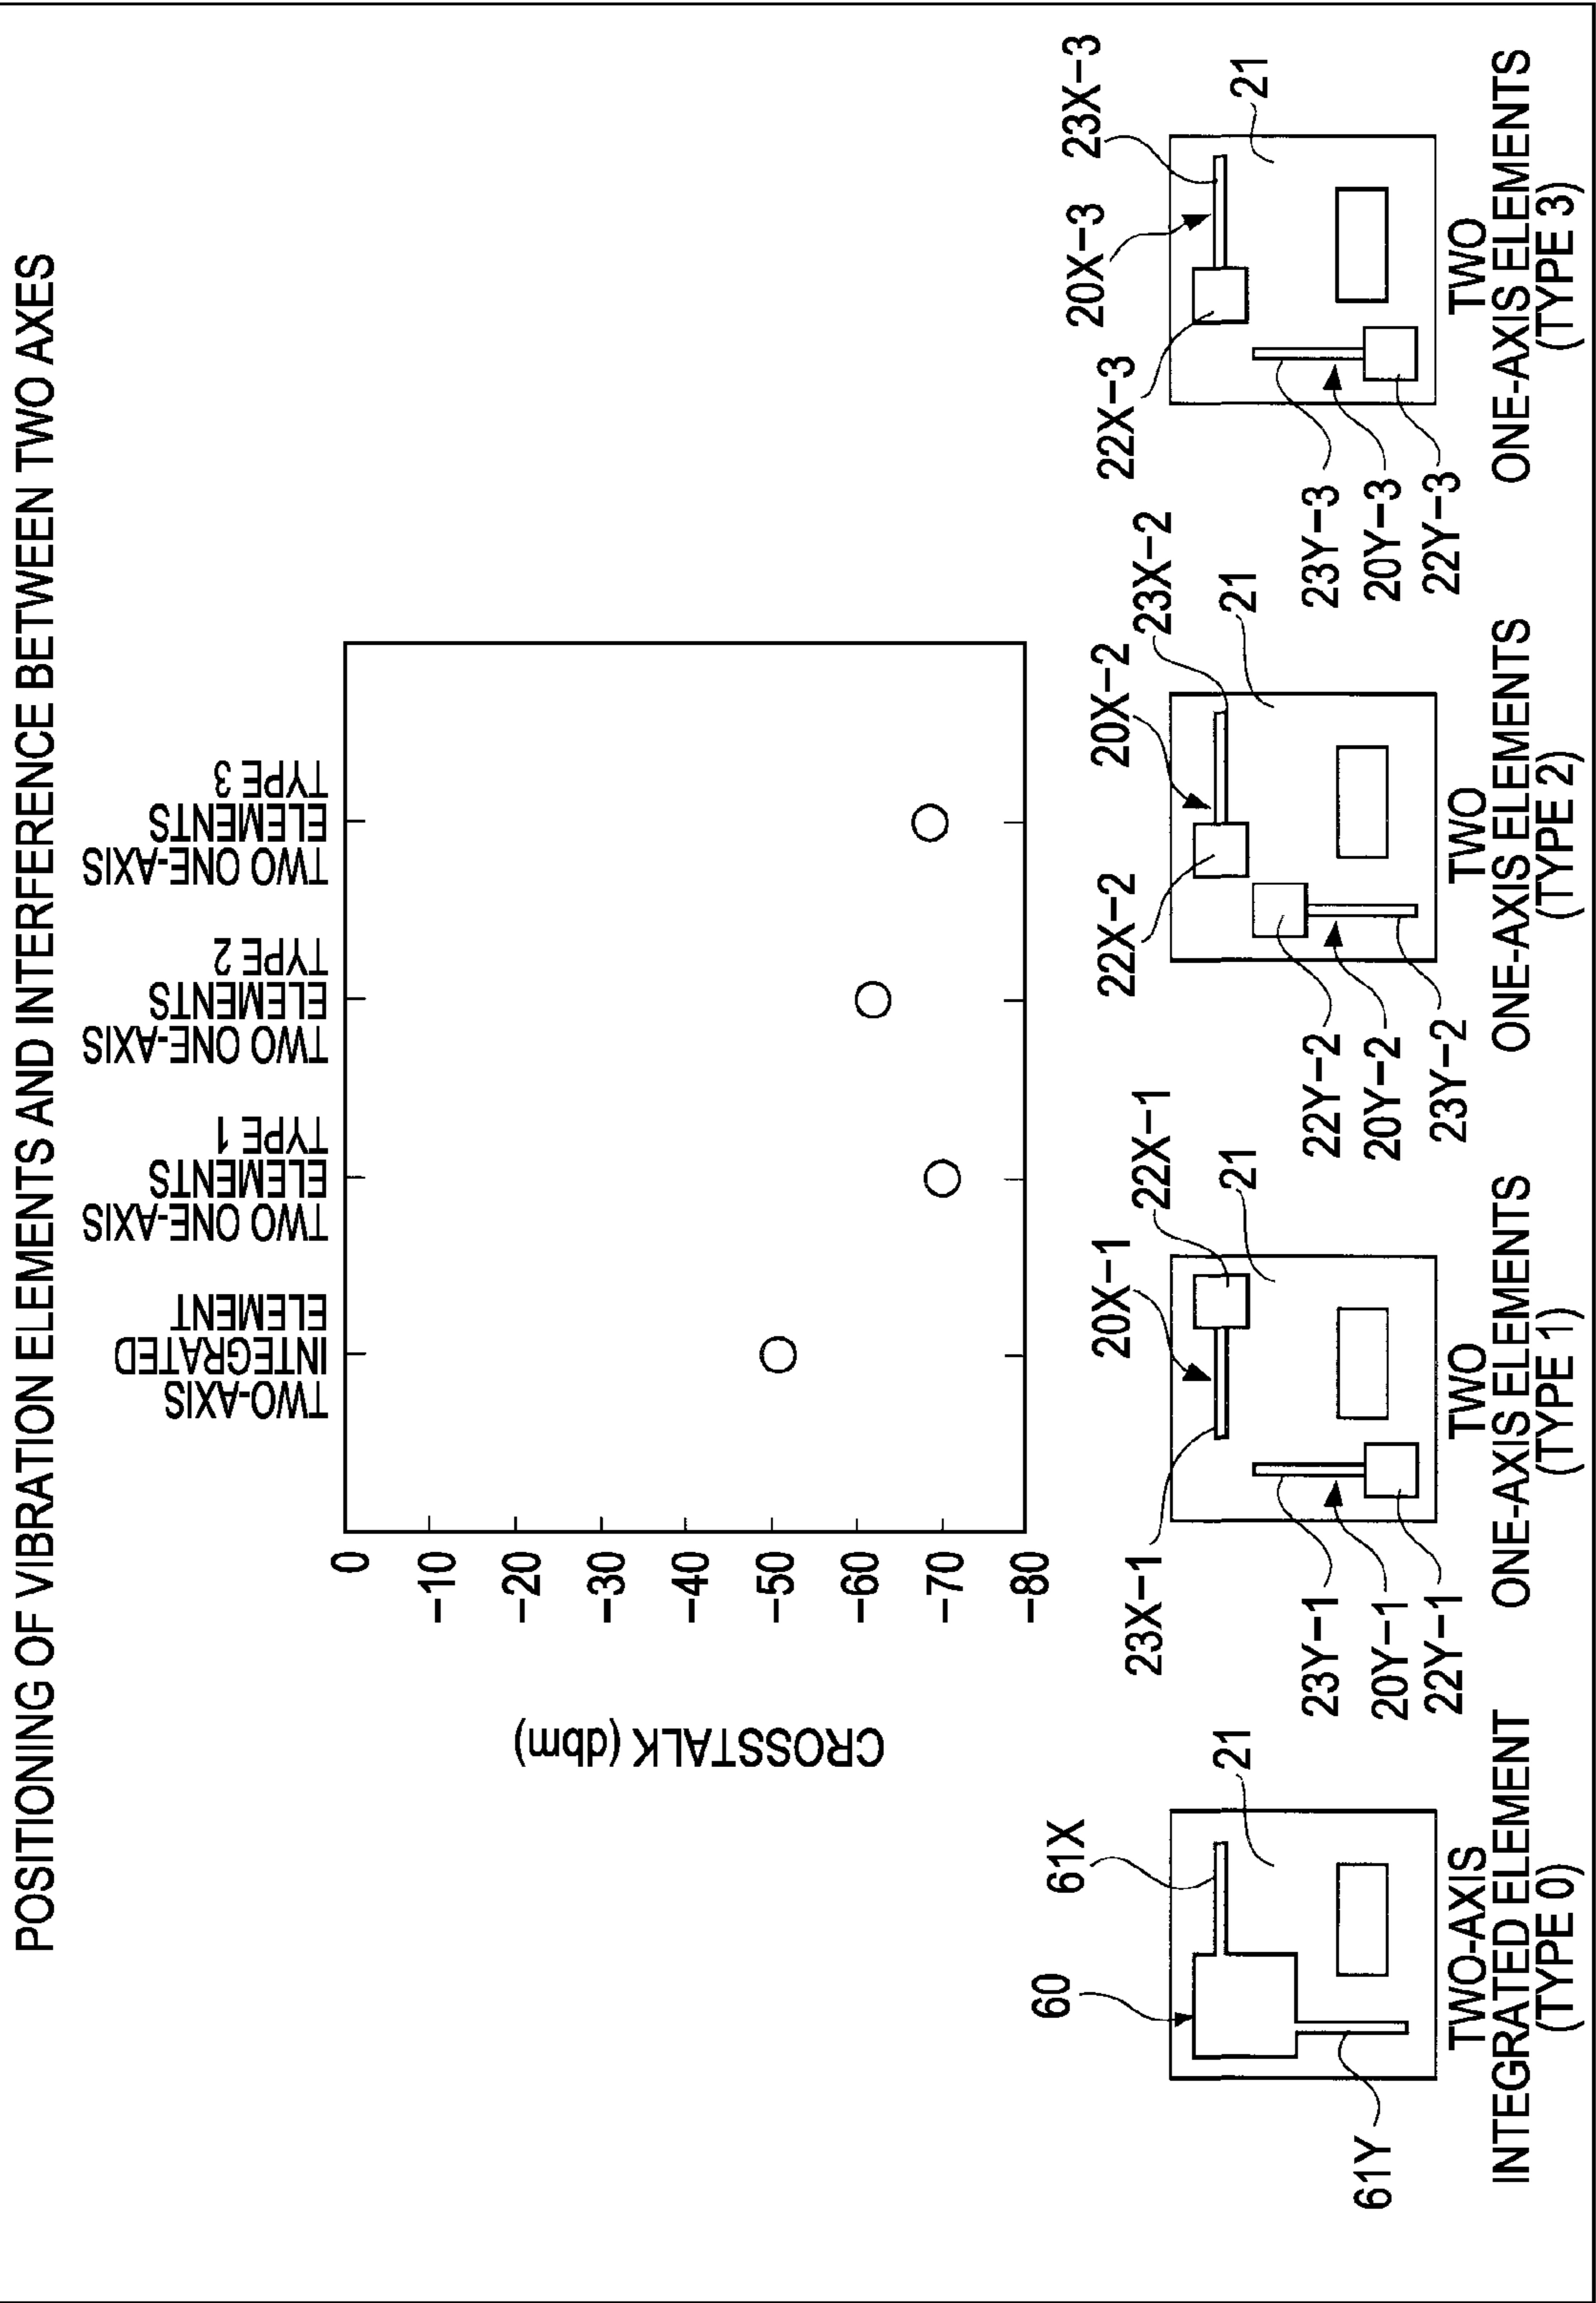 POSITIONING OF VIBRATION ELEMENTS AND INTERFERENCE BETWEEN TWO AXES
TWO-AXIS
INTEGRATED
ELEMENT
TWO ONE-AXIS
ELEMENTS
TYPE 1
TWO ONE-AXIS
ELEMENTS
TYPE 2
TWO ONE-AXIS
ELEMENTS
TYPE 3
CROSSTALK (dbm)
0
-10
-20
-30
-40
-50
-60
-70
-80
60
61X
21
61Y
TWO-AXIS
INTEGRATED ELEMENT
(TYPE 0)
23X-1
20X-1
22X-1
21
23Y-1
20Y-1
22Y-1
TWO
ONE-AXIS ELEMENTS
(TYPE 1)
22X-2
20X-2
23X-2
21
22Y-2
20Y-2
23Y-2
TWO
ONE-AXIS ELEMENTS
(TYPE 2)
22X-3
20X-3
23X-3
21
23Y-3
20Y-3
22Y-3
TWO
ONE-AXIS ELEMENTS
(TYPE 3)